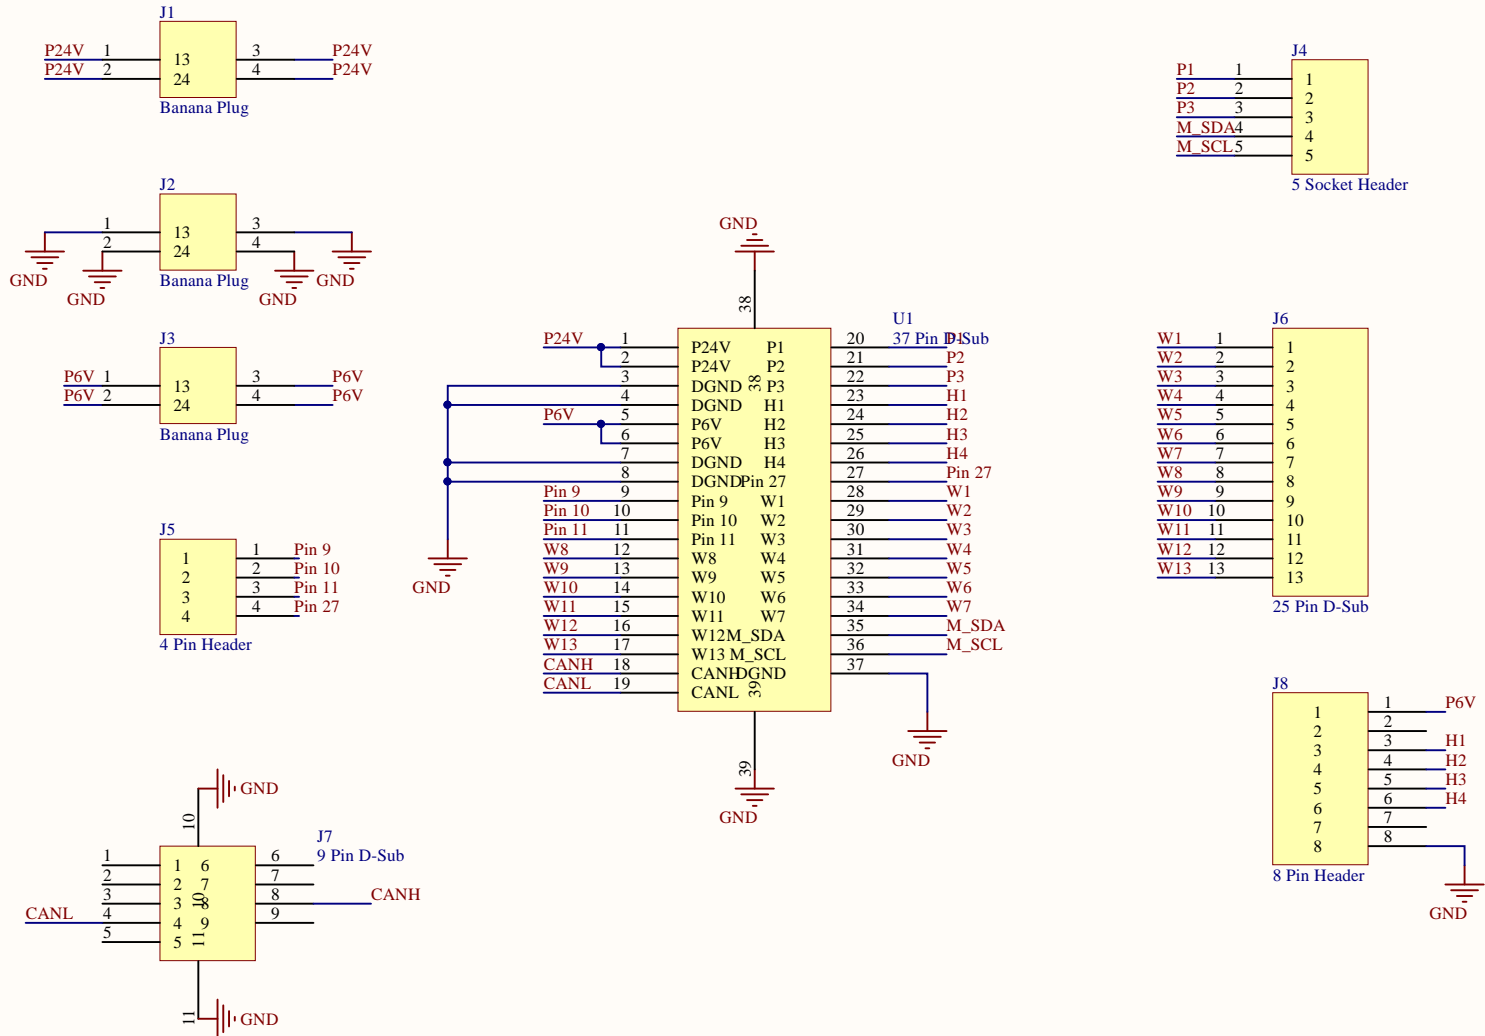 J1
P24V 1 13 3 P24V
P24V 2 24 4 P24V
Banana Plug
J2
1 13 3
2 24 4
GND GND GND GND
Banana Plug
J3
P6V 1 13 3 P6V
P6V 2 24 4 P6V
Banana Plug
J5
1 1 Pin 9
2 2 Pin 10
3 3 Pin 11
4 4 Pin 27
4 Pin Header
GND
10
J7
9 Pin D-Sub
1 1 6 6
2 2 7 7
3 3 8 8 CANH
CANL 4 4 9 9
5 5
10
11
11
GND
GND
38
U1
37 Pin D-Sub
38
P24V 1 P24V P1 20 P1
2 P24V P2 21 P2
3 DGND P3 22 P3
4 DGND H1 23 H1
P6V 5 P6V H2 24 H2
6 P6V H3 25 H3
7 DGND H4 26 H4
8 DGND Pin 27 27 Pin 27
Pin 9 9 Pin 9 W1 28 W1
Pin 10 10 Pin 10 W2 29 W2
Pin 11 11 Pin 11 W3 30 W3
W8 12 W8 W4 31 W4
W9 13 W9 W5 32 W5
W10 14 W10 W6 33 W6
W11 15 W11 W7 34 W7
W12 16 W12 M_SDA 35 M_SDA
W13 17 W13 M_SCL 36 M_SCL
CANH 18 CANH DGND 37
CANL 19 CANL
39
GND
GND
39
GND
J4
P1 1 1
P2 2 2
P3 3 3
M_SDA 4 4
M_SCL 5 5
5 Socket Header
J6
W1 1 1
W2 2 2
W3 3 3
W4 4 4
W5 5 5
W6 6 6
W7 7 7
W8 8 8
W9 9 9
W10 10 10
W11 11 11
W12 12 12
W13 13 13
25 Pin D-Sub
J8
1 1 P6V
2 2
3 3 H1
4 4 H2
5 5 H3
6 6 H4
7 7
8 8
8 Pin Header
GND